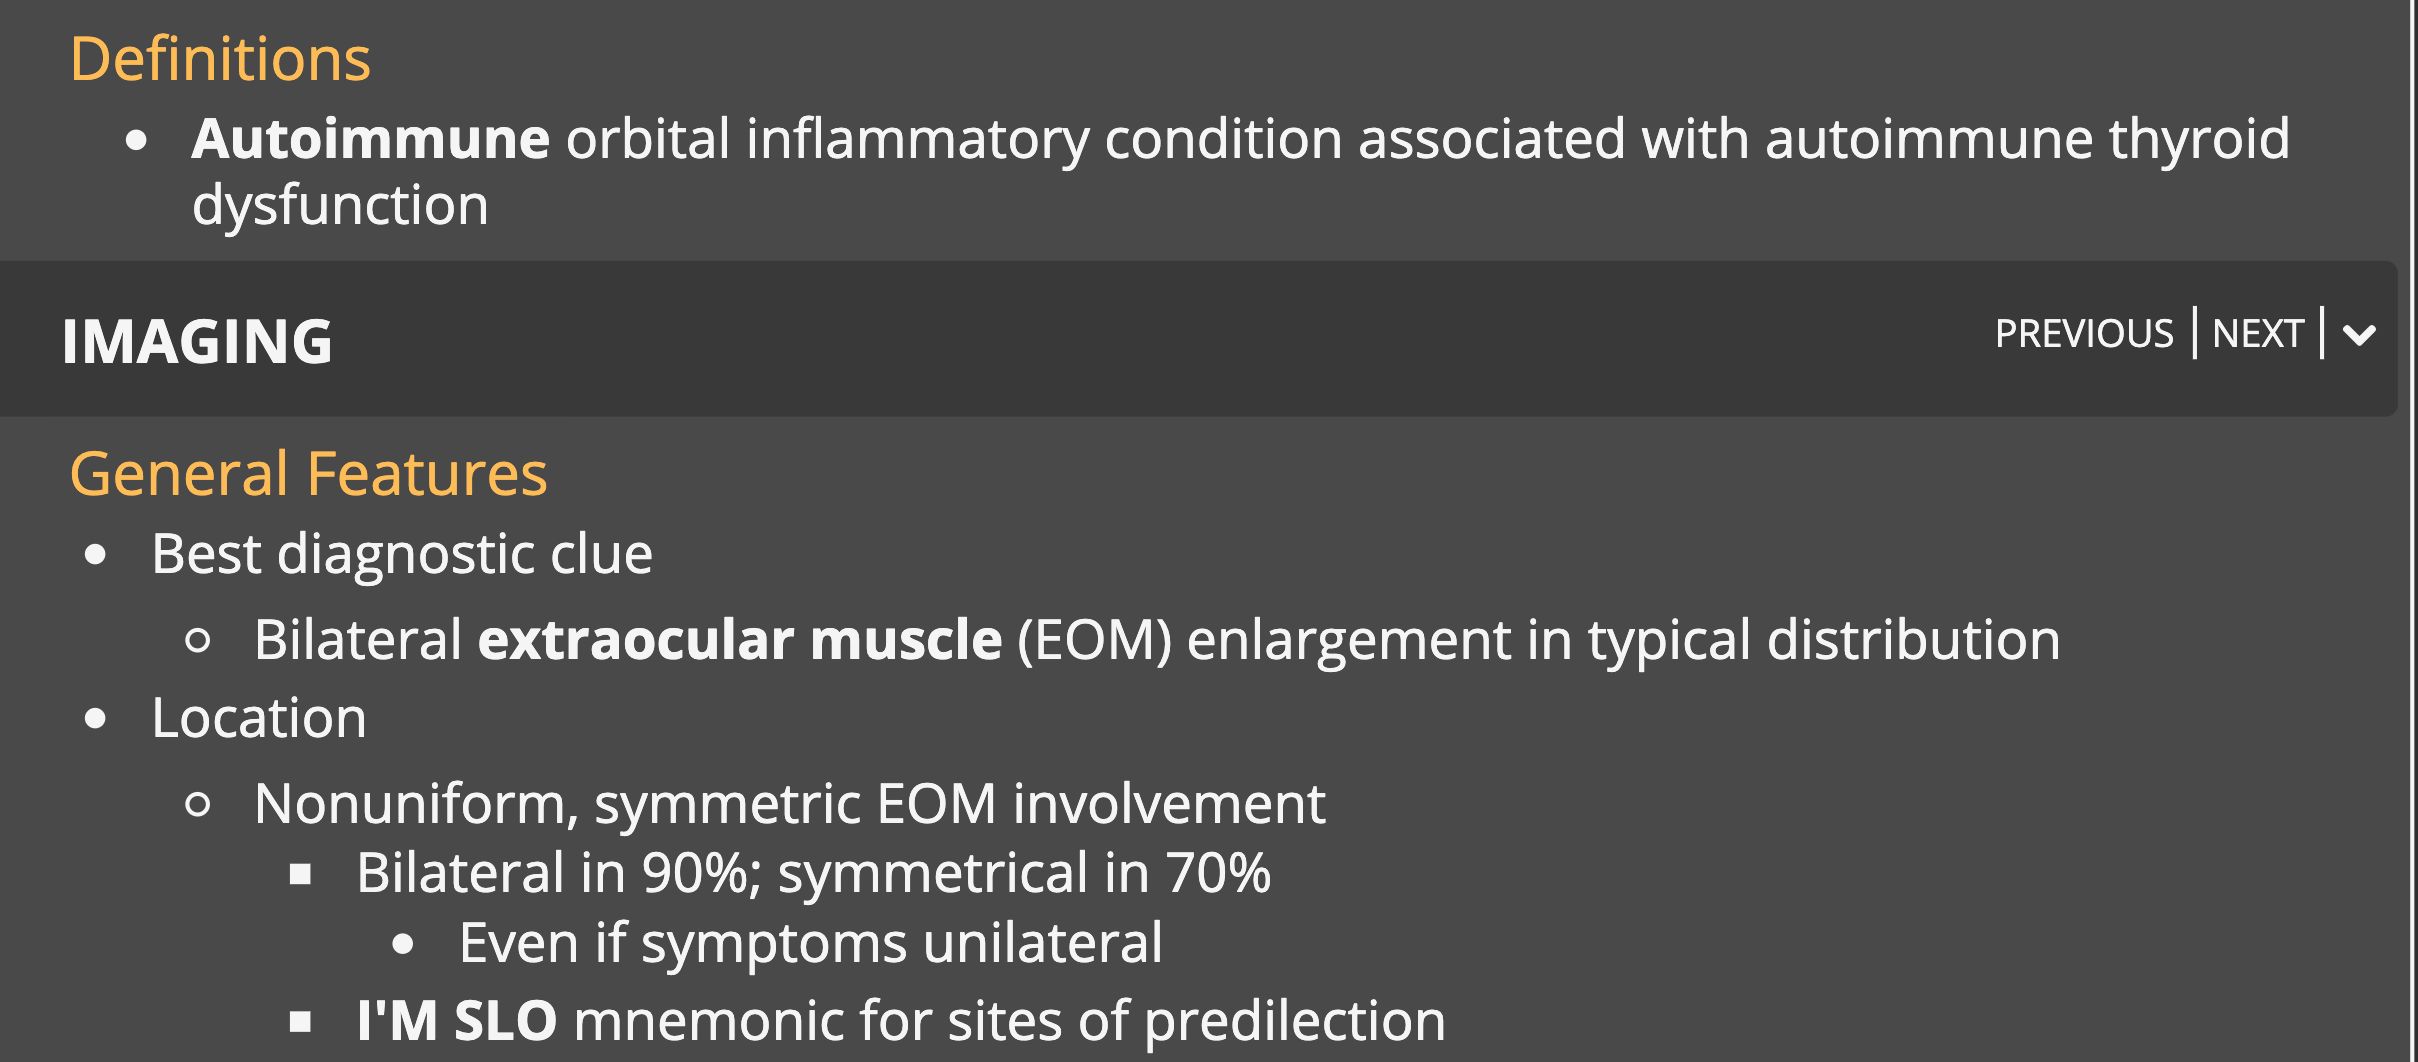 Definitions
• Autoimmune orbital inflammatory condition associated with autoimmune thyroid
dysfunction
IMAGING
PREVIOUS | NEXT |
General Features
• Best diagnostic clue
○ Bilateral extraocular muscle (EOM) enlargement in typical distribution
• Location
○ Nonuniform, symmetric EOM involvement
▪ Bilateral in 90%; symmetrical in 70%
• Even if symptoms unilateral
▪ I'M SLO mnemonic for sites of predilection